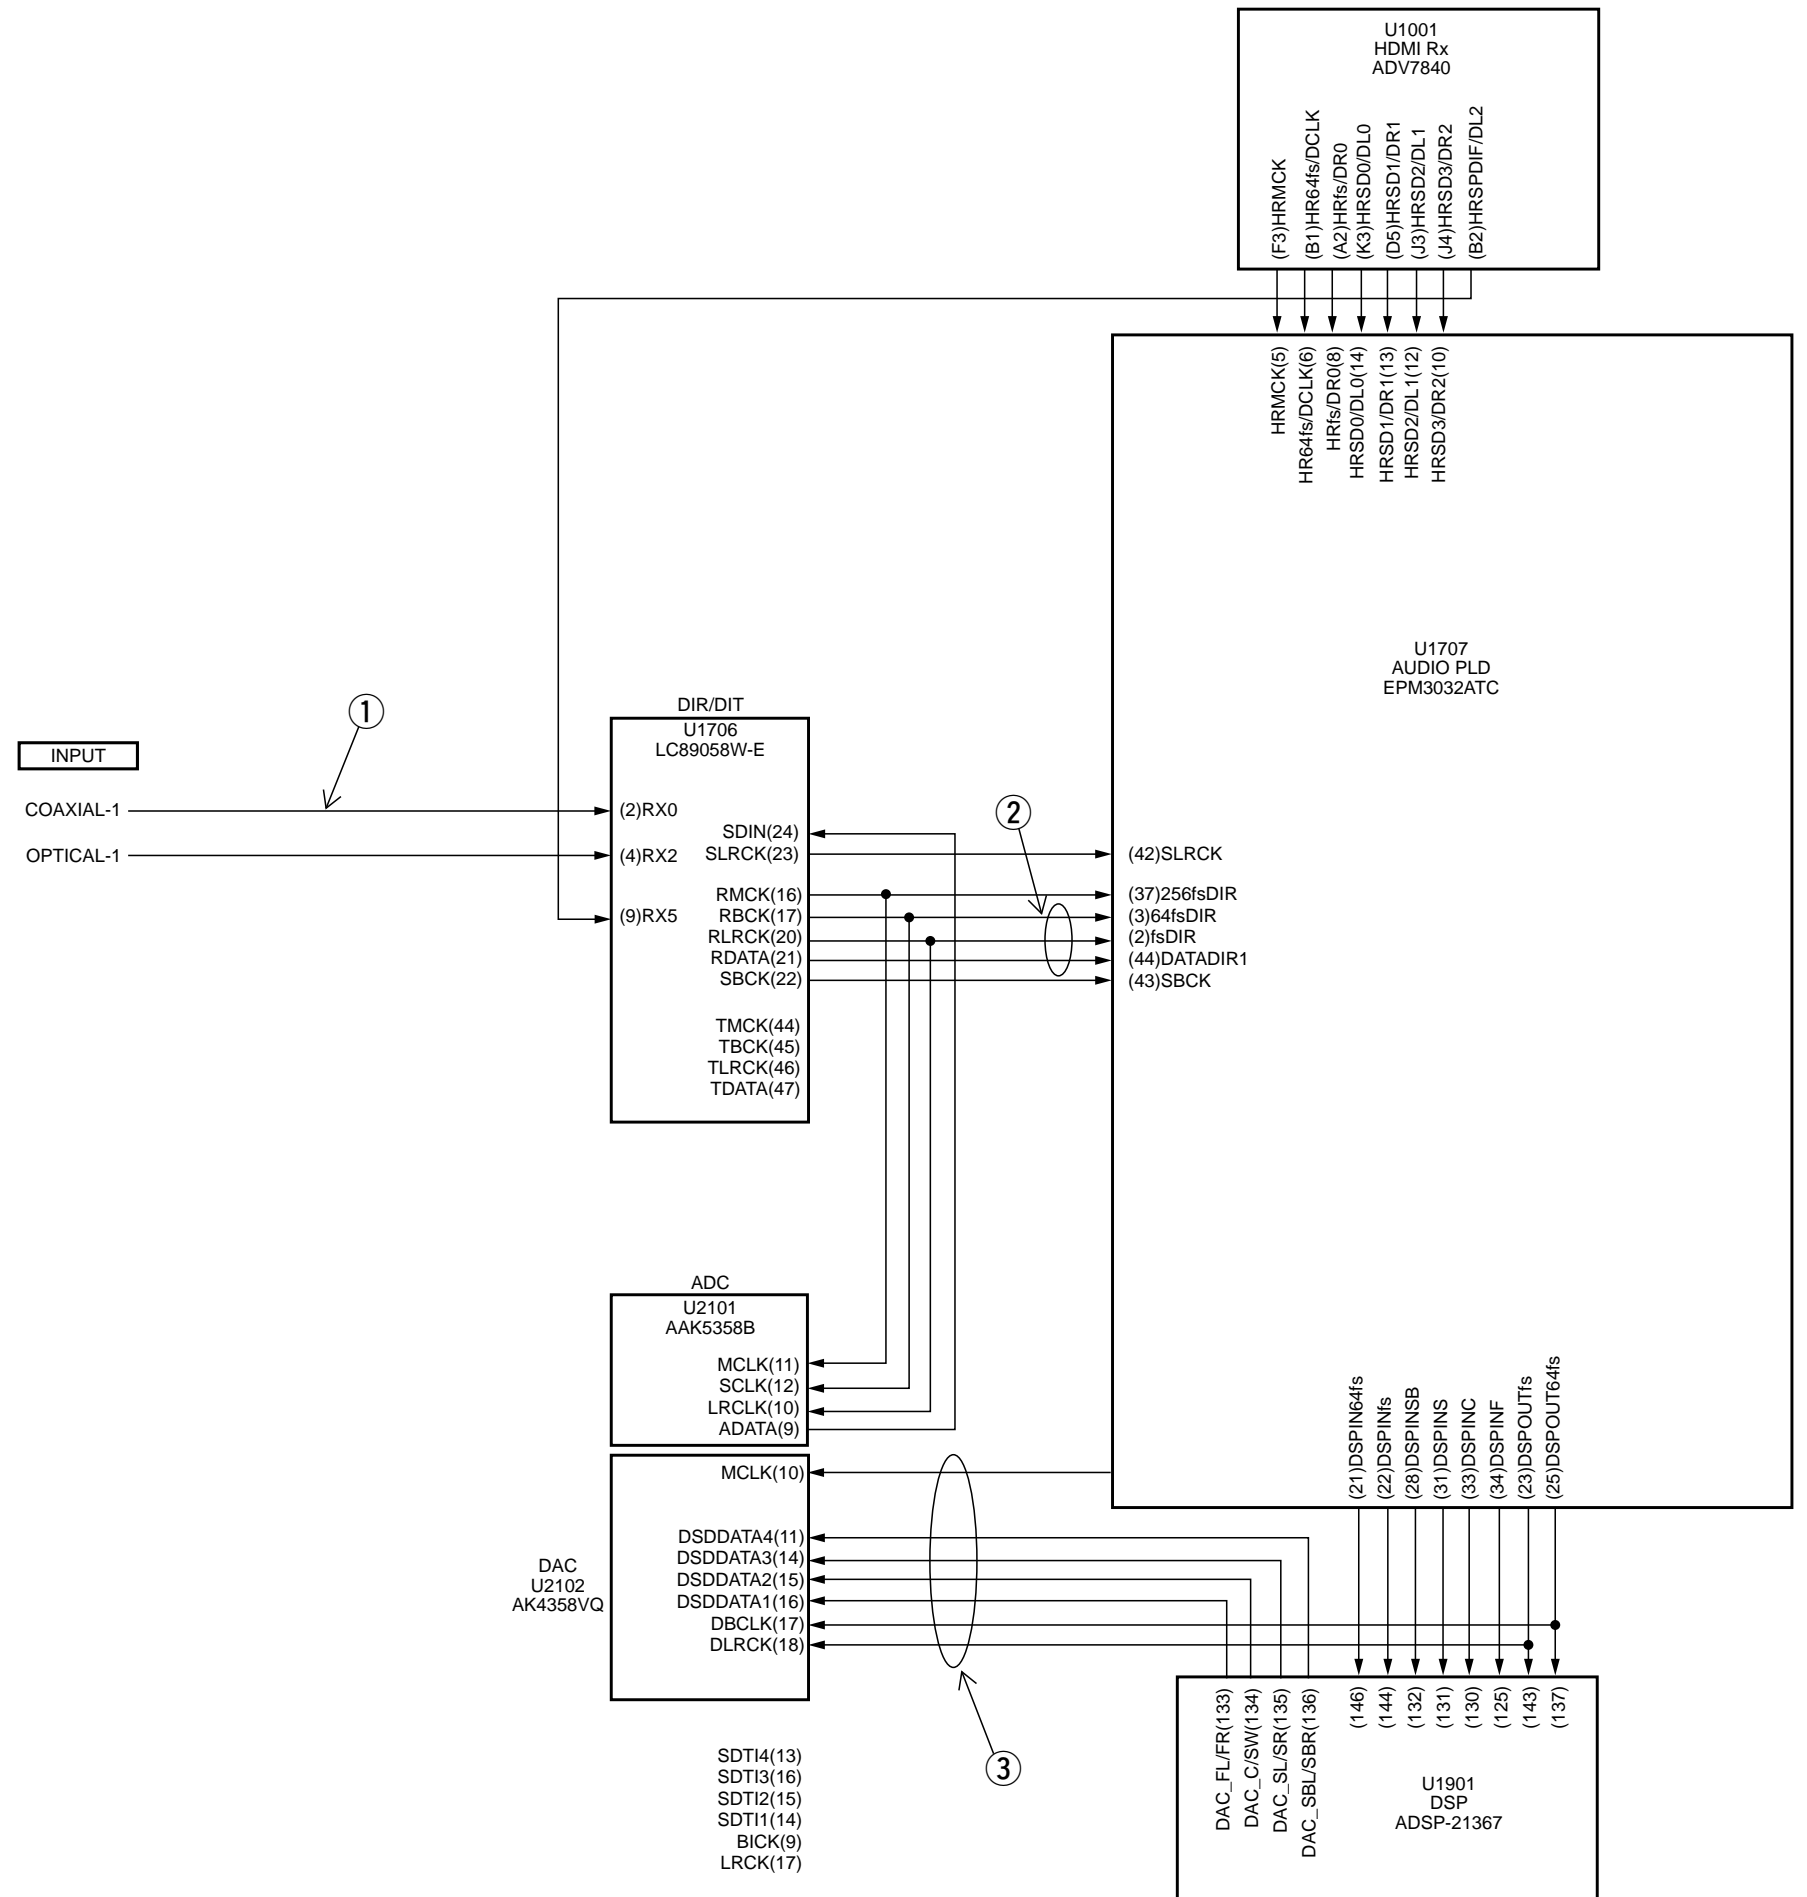 U1001
HDMI Rx
ADV7840
(F3)HRMCK
(B1)HR64fs/DCLK
(A2)HRfs/DR0
(K3)HRSD0/DL0
(D5)HRSD1/DR1
(J3)HRSD2/DL1
(J4)HRSD3/DR2
(B2)HRSPDIF/DL2
HRMCK(5)
HR64fs/DCLK(6)
HRfs/DR0(8)
HRSD0/DL0(14)
HRSD1/DR1(13)
HRSD2/DL1(12)
HRSD3/DR2(10)
U1707
AUDIO PLD
EPM3032ATC
1
INPUT
COAXIAL-1
OPTICAL-1
DIR/DIT
U1706
LC89058W-E
(2)RX0
(4)RX2
(9)RX5
SDIN(24)
SLRCK(23)
RMCK(16)
RBCK(17)
RLRCK(20)
RDATA(21)
SBCK(22)
TMCK(44)
TBCK(45)
TLRCK(46)
TDATA(47)
2
(42)SLRCK
(37)256fsDIR
(3)64fsDIR
(2)fsDIR
(44)DATADIR1
(43)SBCK
ADC
U2101
AAK5358B
MCLK(11)
SCLK(12)
LRCLK(10)
ADATA(9)
DAC
U2102
AK4358VQ
MCLK(10)
DSDDATA4(11)
DSDDATA3(14)
DSDDATA2(15)
DSDDATA1(16)
DBCLK(17)
DLRCK(18)
3
SDTI4(13)
SDTI3(16)
SDTI2(15)
SDTI1(14)
BICK(9)
LRCK(17)
(21)DSPIN64fs
(22)DSPINfs
(28)DSPINSB
(31)DSPINS
(33)DSPINC
(34)DSPINF
(23)DSPOUTfs
(25)DSPOUT64fs
DAC_FL/FR(133)
DAC_C/SW(134)
DAC_SL/SR(135)
DAC_SBL/SBR(136)
(146)
(144)
(132)
(131)
(130)
(125)
(143)
(137)
U1901
DSP
ADSP-21367